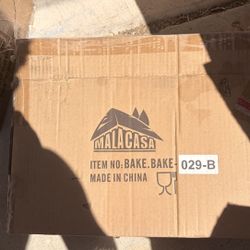 MALACASA
ITEM NO: BAKE.BAKE-029-B
MADE IN CHINA